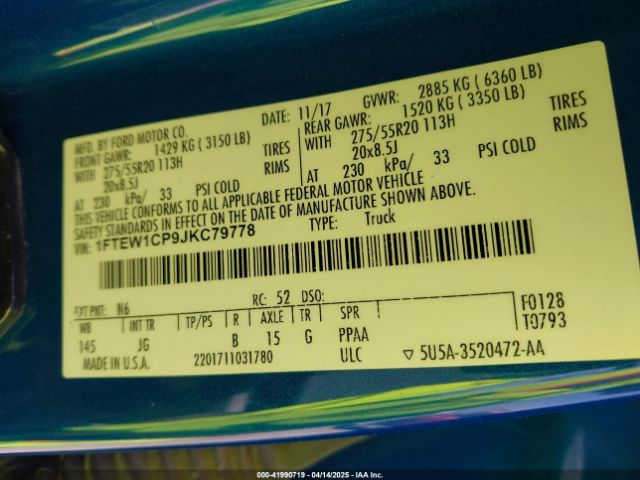 MFD. BY FORD MOTOR CO.
DATE: 11/17 GVWR: 2885 KG ( 6360 LB)
FRONT GAWR: 1429 KG ( 3150 LB)
REAR GAWR: 1520 KG ( 3350 LB)
WITH 275/55R20 113H TIRES
WITH 275/55R20 113H TIRES
20x8.5J RIMS
20x8.5J RIMS
AT 230 kPa/ 33 PSI COLD
AT 230 kPa/ 33 PSI COLD
THIS VEHICLE CONFORMS TO ALL APPLICABLE FEDERAL MOTOR VEHICLE
SAFETY STANDARDS IN EFFECT ON THE DATE OF MANUFACTURE SHOWN ABOVE.
VIN: 1FTEW1CP9JKC79778 TYPE: Truck
EXT PNT: N6 RC: 52 DSO: F0128
WB INT TR TP/PS R AXLE TR SPR T0793
145 JG B 15 G PPAA
MADE IN U.S.A. 2201711031780 ULC ▽ 5U5A-3520472-AA
000-41990719 | 04/14/2025 - IAA Inc.